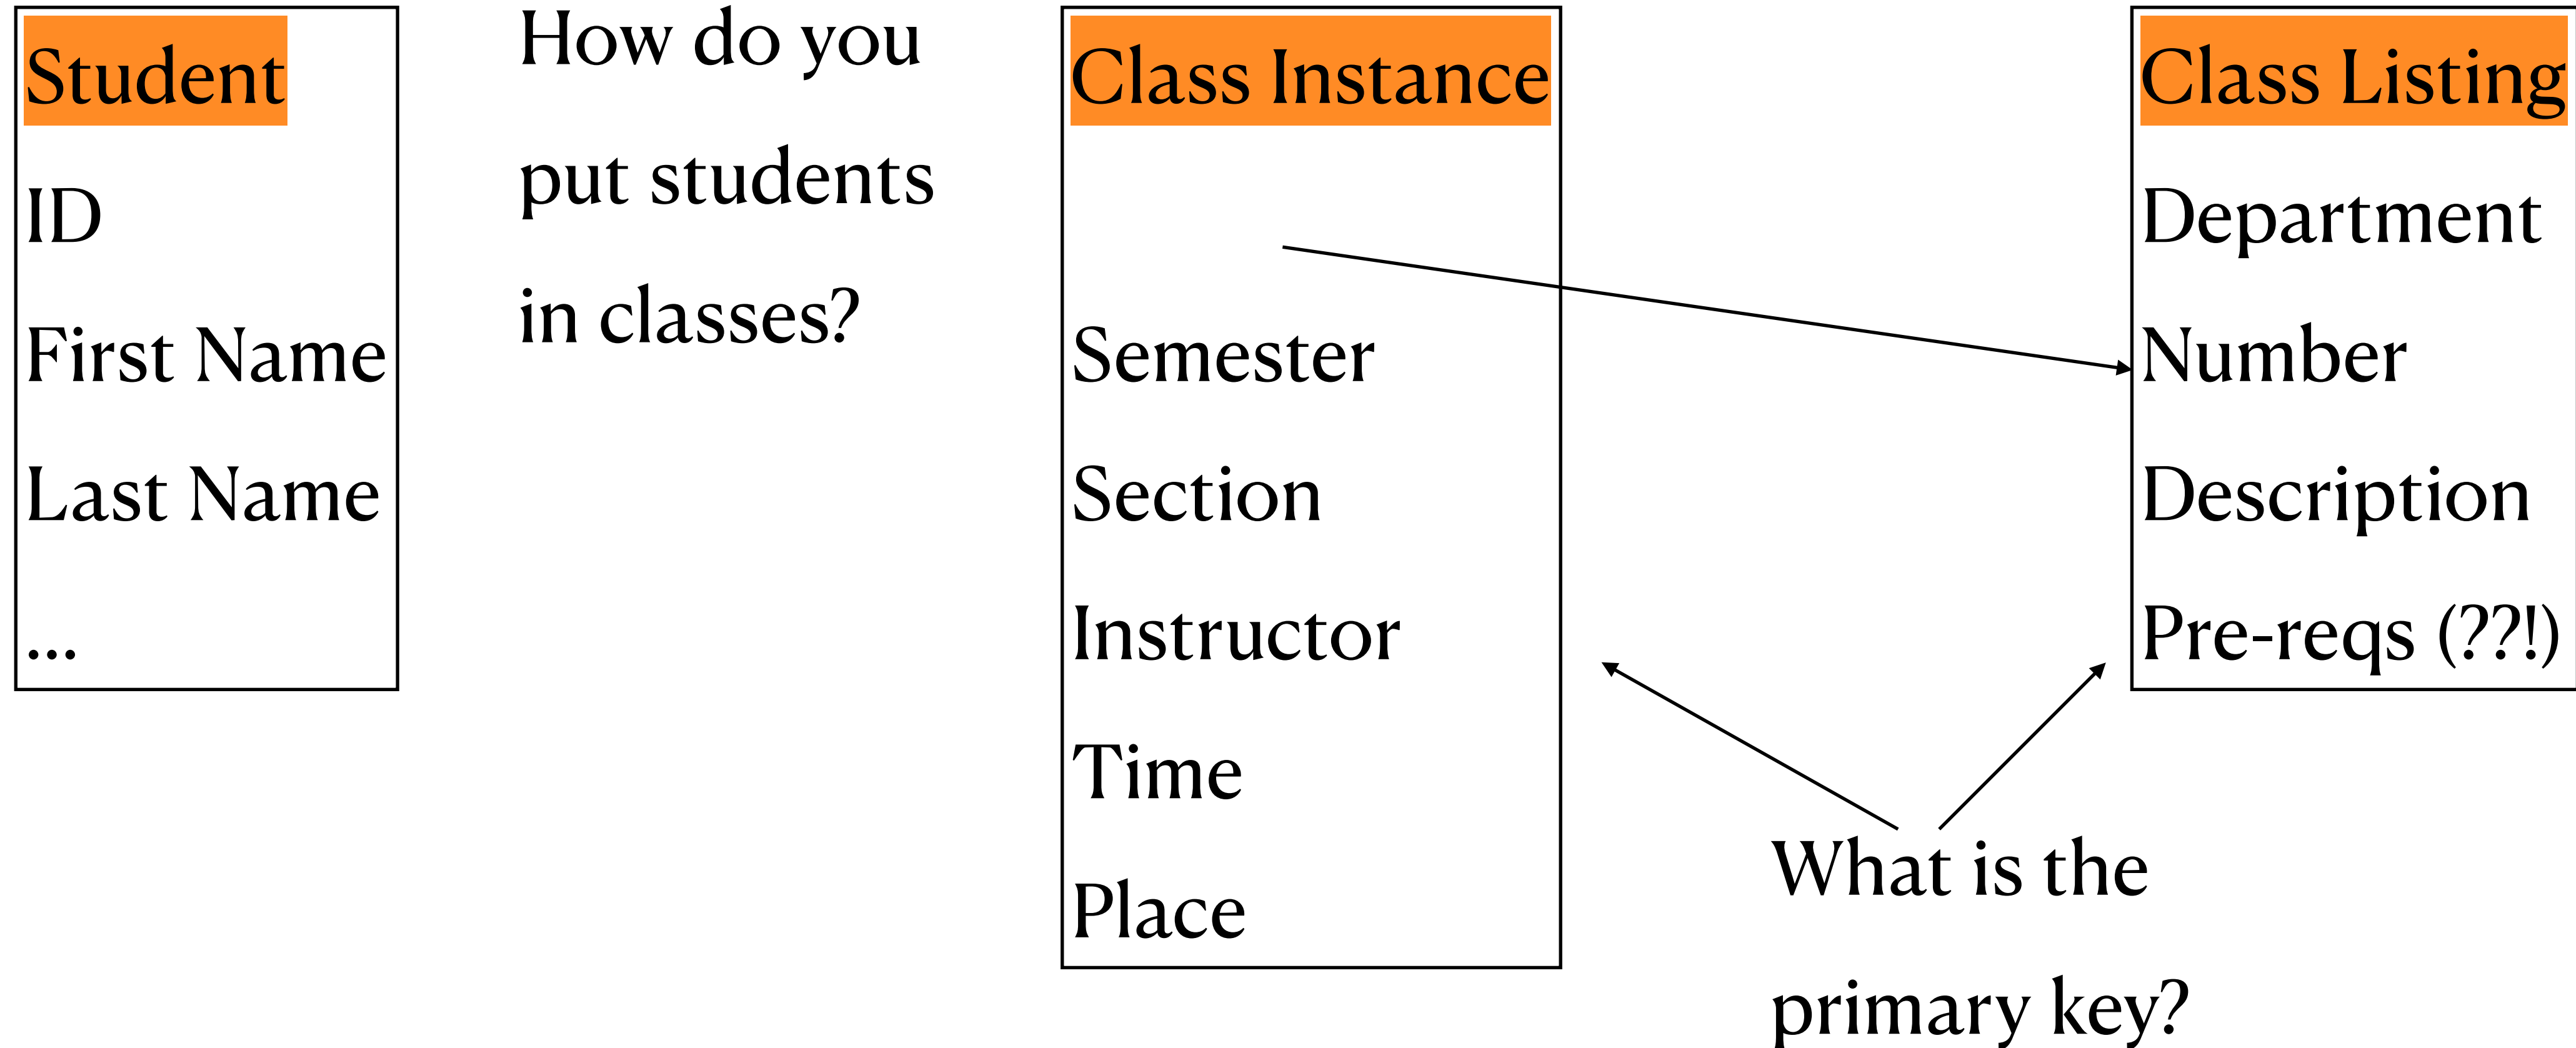 Student
ID
First Name
Last Name
...
How do you
put students
in classes?
Class Instance
Semester
Section
Instructor
Time
Place
Class Listing
Department
Number
Description
Pre-reqs (??!)
What is the
primary key?